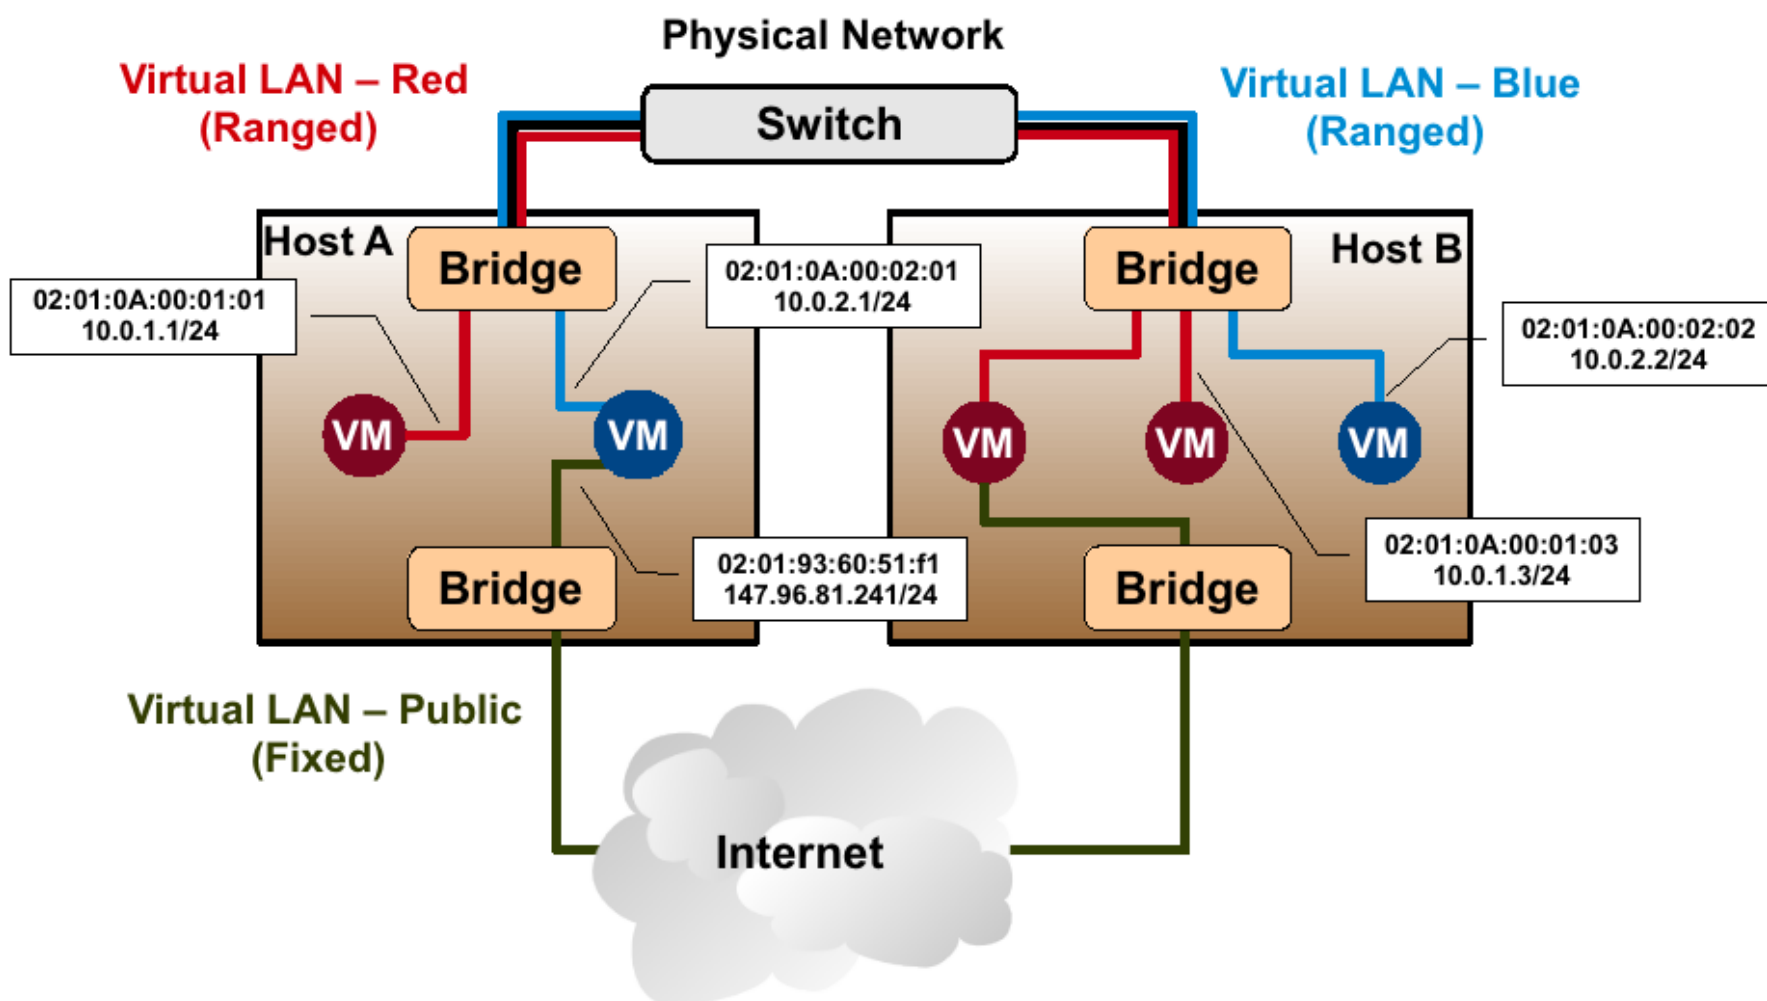 Physical Network
Virtual LAN – Red
(Ranged)
Switch
Virtual LAN – Blue
(Ranged)
Host A
Bridge
02:01:0A:00:01:01
10.0.1.1/24
02:01:0A:00:02:01
10.0.2.1/24
VM
VM
Bridge
02:01:93:60:51:f1
147.96.81.241/24
Bridge
Host B
02:01:0A:00:02:02
10.0.2.2/24
VM
VM
VM
02:01:0A:00:01:03
10.0.1.3/24
Bridge
Virtual LAN – Public
(Fixed)
Internet